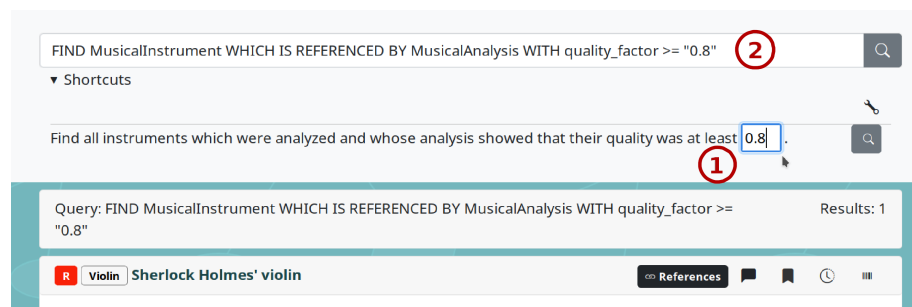 FIND MusicalInstrument WHICH IS REFERENCED BY MusicalAnalysis WITH quality_factor >= "0.8"
2
▾ Shortcuts
Find all instruments which were analyzed and whose analysis showed that their quality was at least 0.8 .
1
Query: FIND MusicalInstrument WHICH IS REFERENCED BY MusicalAnalysis WITH quality_factor >=
"0.8"
Results: 1
R Violin Sherlock Holmes' violin References